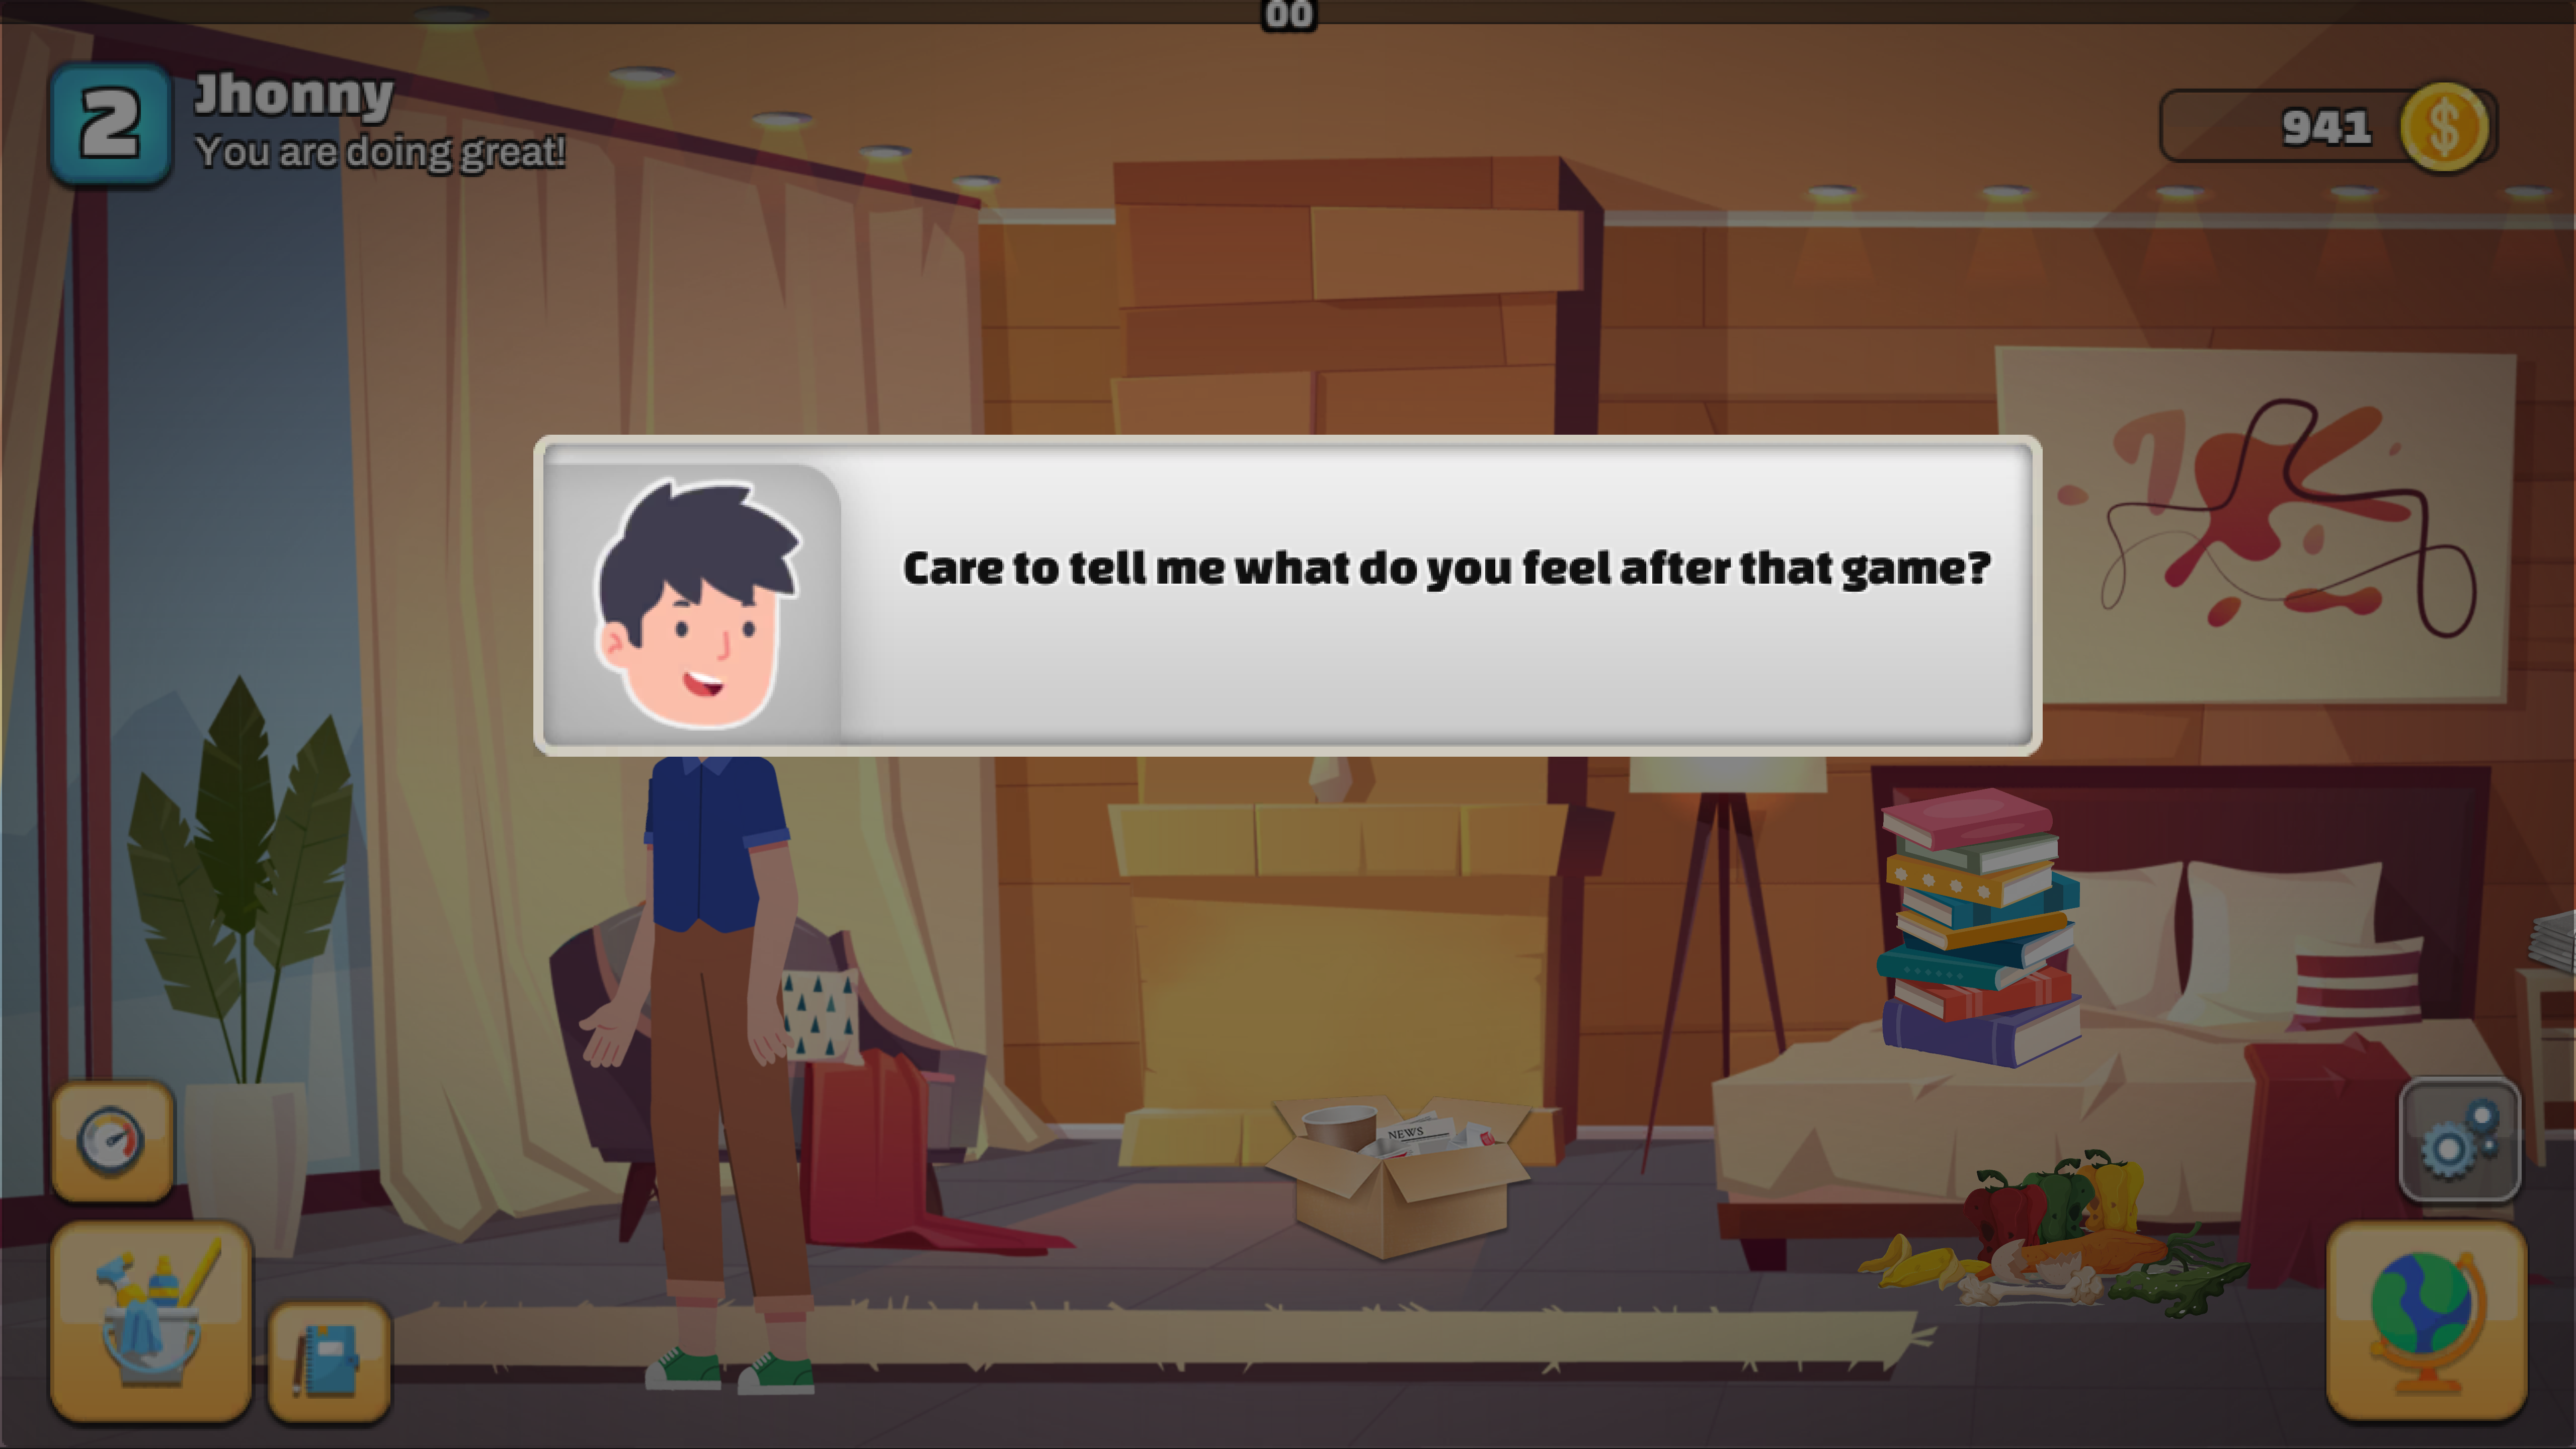 00
2
Jhonny
You are doing great!
941
$
Care to tell me what do you feel after that game?
NEWS